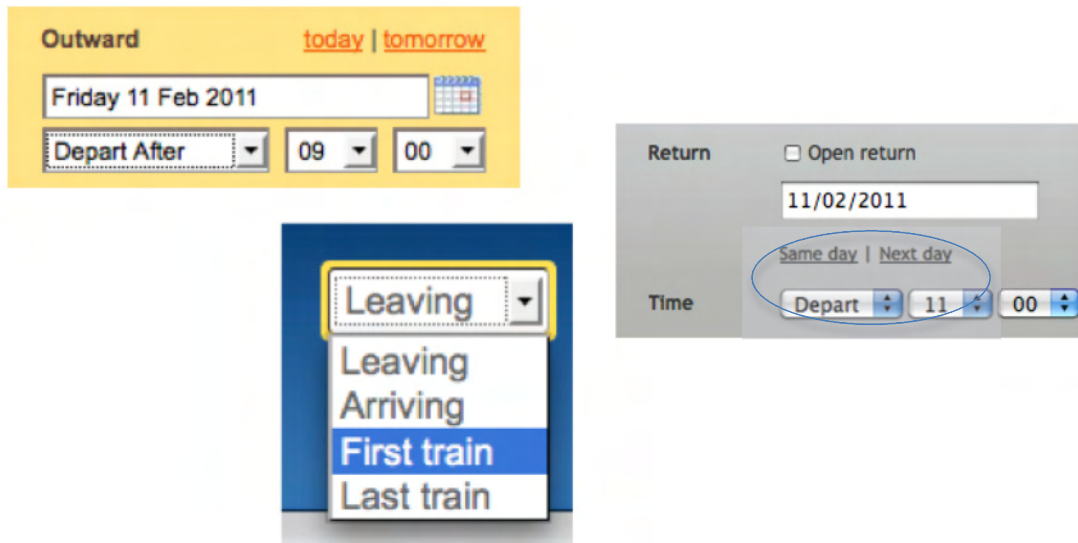 Outward today | tomorrow
Friday 11 Feb 2011
Depart After 09 00
Return Open return
11/02/2011
Same day | Next day
Time Depart 11 00
Leaving
Leaving
Arriving
First train
Last train